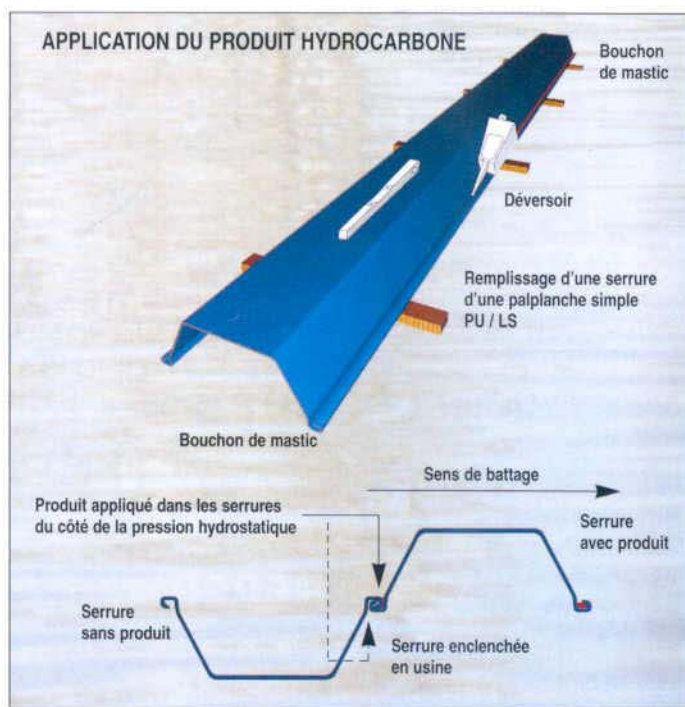 APPLICATION DU PRODUIT HYDROCARBONE
Bouchon
de mastic
Déversoir
Remplissage d'une serrure
d'une palplanche simple
PU / LS
Bouchon de mastic
Sens de battage
Produit appliqué dans les serrures
du côté de la pression hydrostatique
Serrure
avec produit
Serrure
sans produit
Serrure enclenchée
en usine